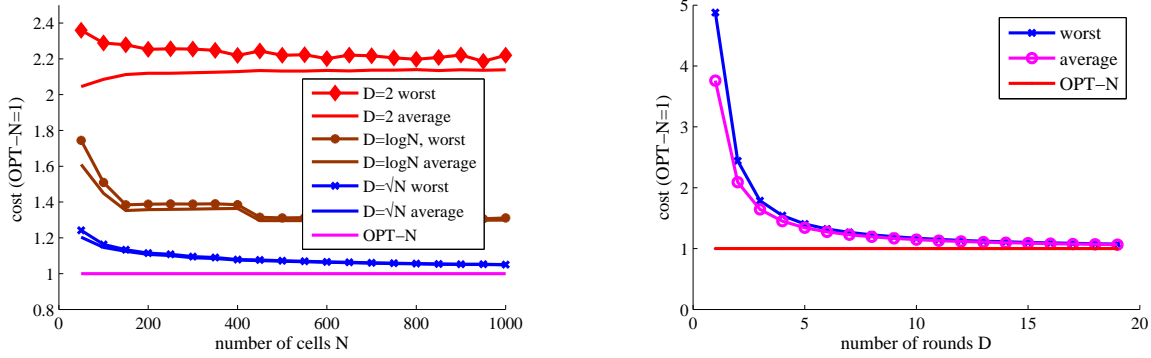 2.4
2.2
2
1.8
1.6
1.4
1.2
1
0.8
0
200
400
600
800
1000
cost (OPT−N=1)
number of cells N
D=2 worst
D=2 average
D=logN, worst
D=logN average
D=√N worst
D=√N average
OPT−N
5
4
3
2
1
0
0
5
10
15
20
cost (OPT−N=1)
number of rounds D
worst
average
OPT−N